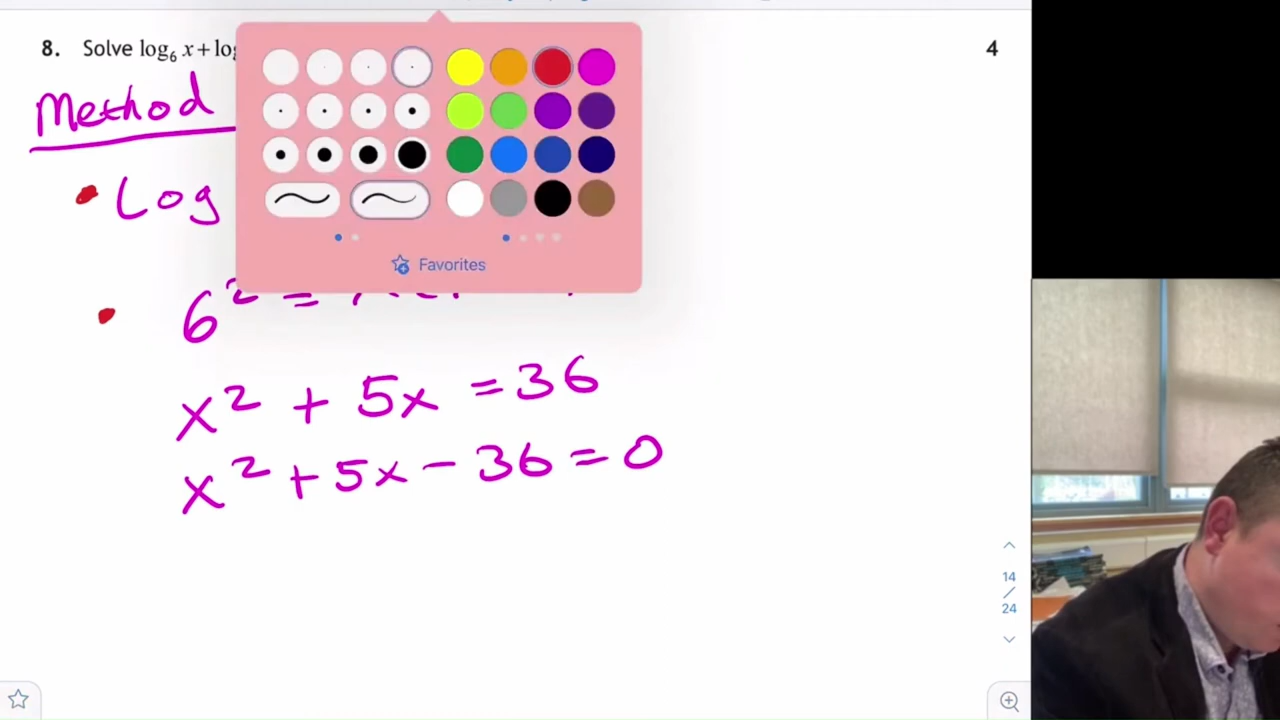 8. Solve log₆ x + log 4
Method
• Log
Favorites
• 6² =
x² + 5x = 36
x² + 5x - 36 = 0
14
/
24